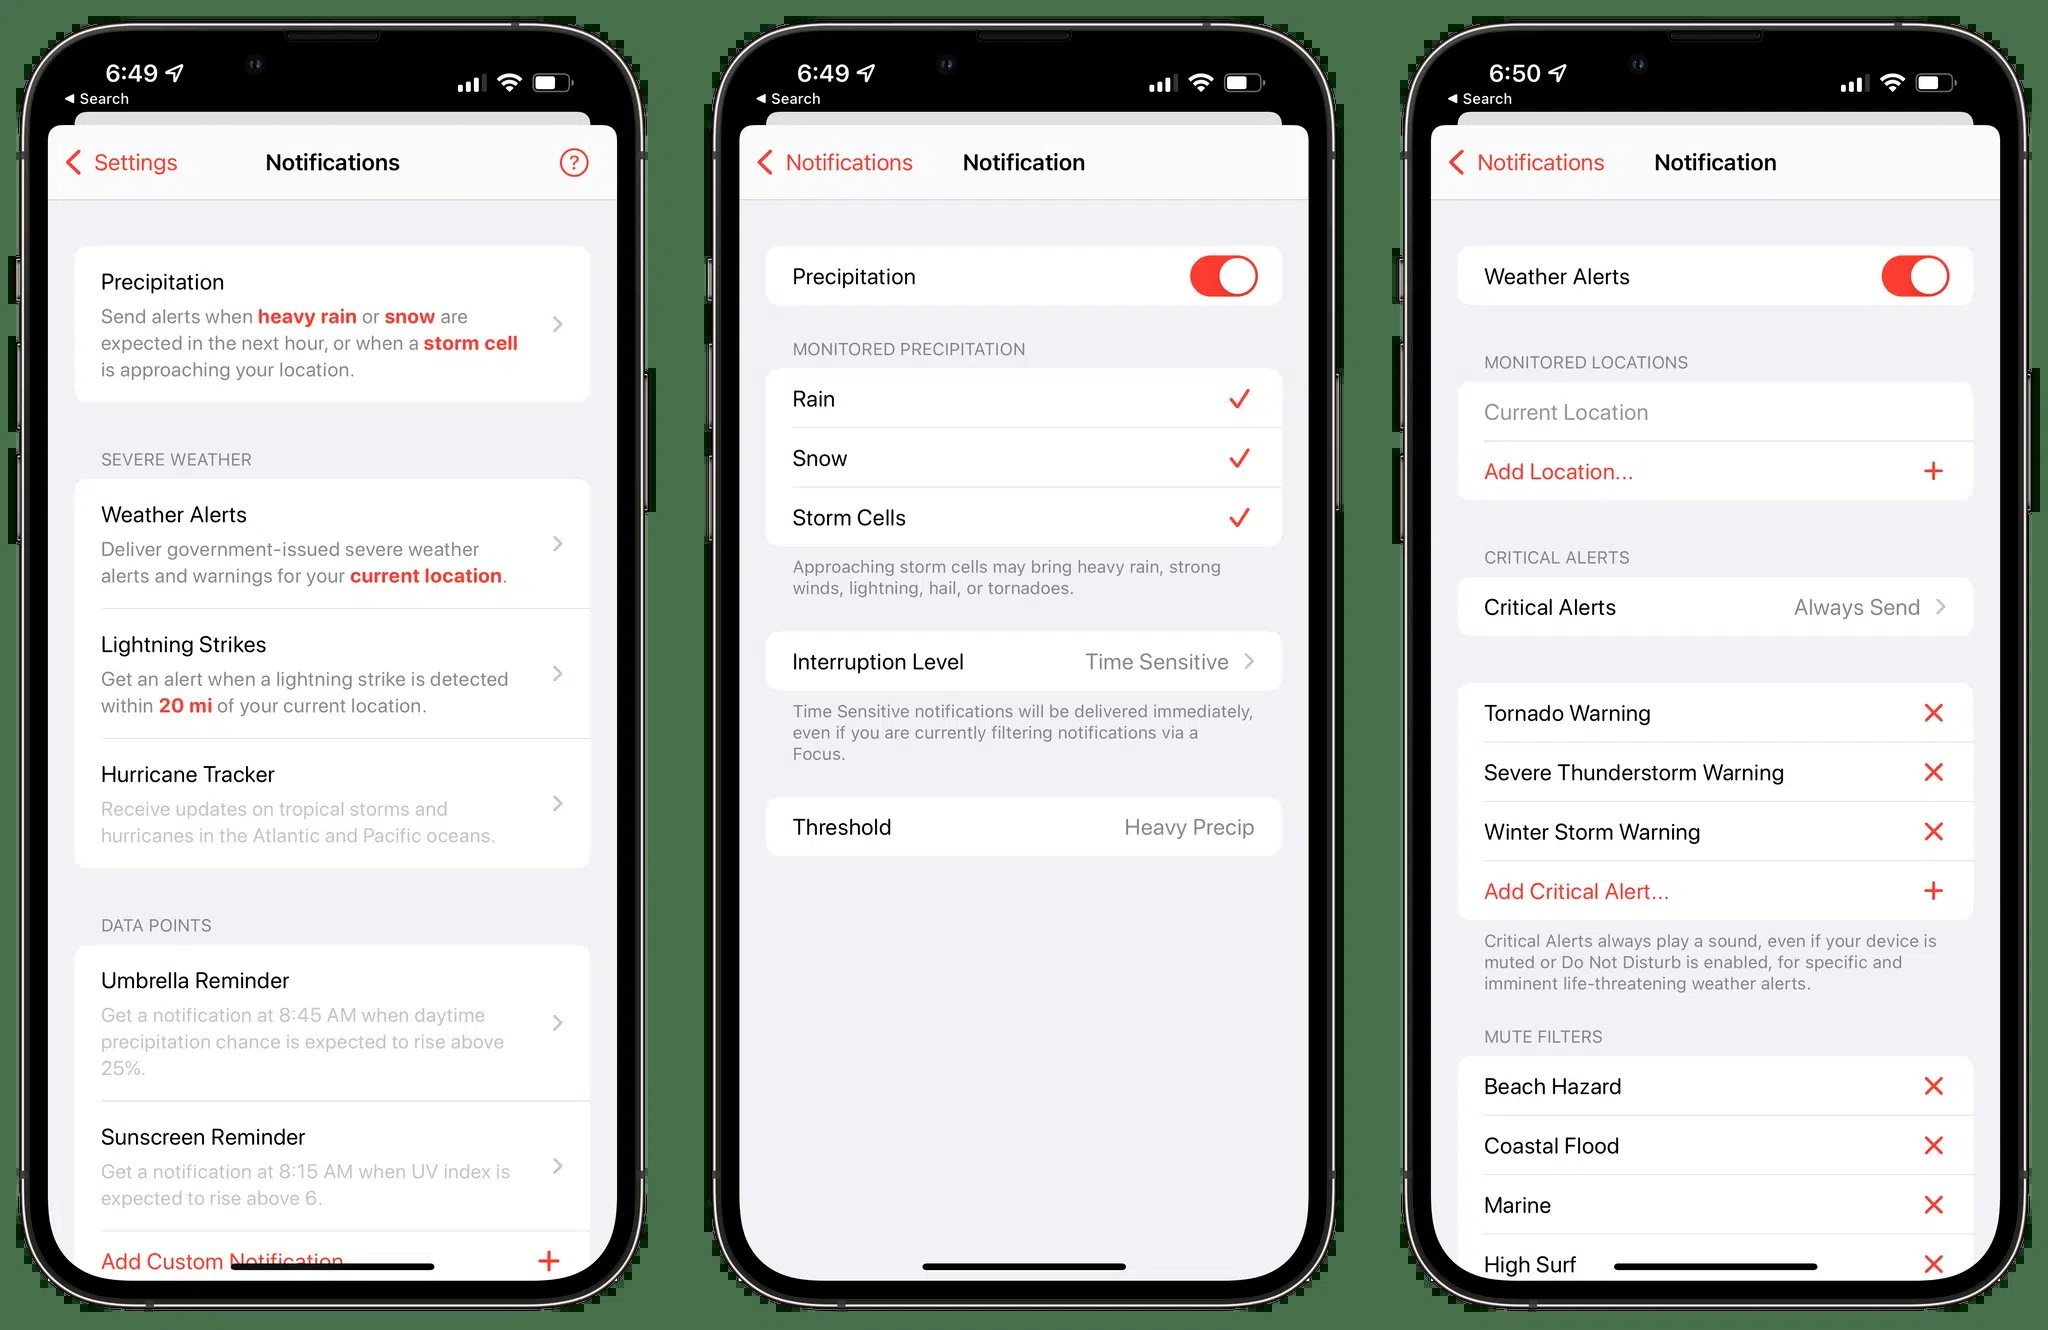 6:49
◀ Search
Settings
Notifications
?
Precipitation
Send alerts when heavy rain or snow are
expected in the next hour, or when a storm cell
is approaching your location.
SEVERE WEATHER
Weather Alerts
Deliver government-issued severe weather
alerts and warnings for your current location.
Lightning Strikes
Get an alert when a lightning strike is detected
within 20 mi of your current location.
Hurricane Tracker
Receive updates on tropical storms and
hurricanes in the Atlantic and Pacific oceans.
DATA POINTS
Umbrella Reminder
Get a notification at 8:45 AM when daytime
precipitation chance is expected to rise above
25%.
Sunscreen Reminder
Get a notification at 8:15 AM when UV index is
expected to rise above 6.
Add Custom Notification
6:49
◀ Search
Notifications
Notification
Precipitation
MONITORED PRECIPITATION
Rain
Snow
Storm Cells
Approaching storm cells may bring heavy rain, strong
winds, lightning, hail, or tornadoes.
Interruption Level Time Sensitive
Time Sensitive notifications will be delivered immediately,
even if you are currently filtering notifications via a
Focus.
Threshold Heavy Precip
6:50
◀ Search
Notifications
Notification
Weather Alerts
MONITORED LOCATIONS
Current Location
Add Location...
CRITICAL ALERTS
Critical Alerts Always Send
Tornado Warning
Severe Thunderstorm Warning
Winter Storm Warning
Add Critical Alert...
Critical Alerts always play a sound, even if your device is
muted or Do Not Disturb is enabled, for specific and
imminent life-threatening weather alerts.
MUTE FILTERS
Beach Hazard
Coastal Flood
Marine
High Surf